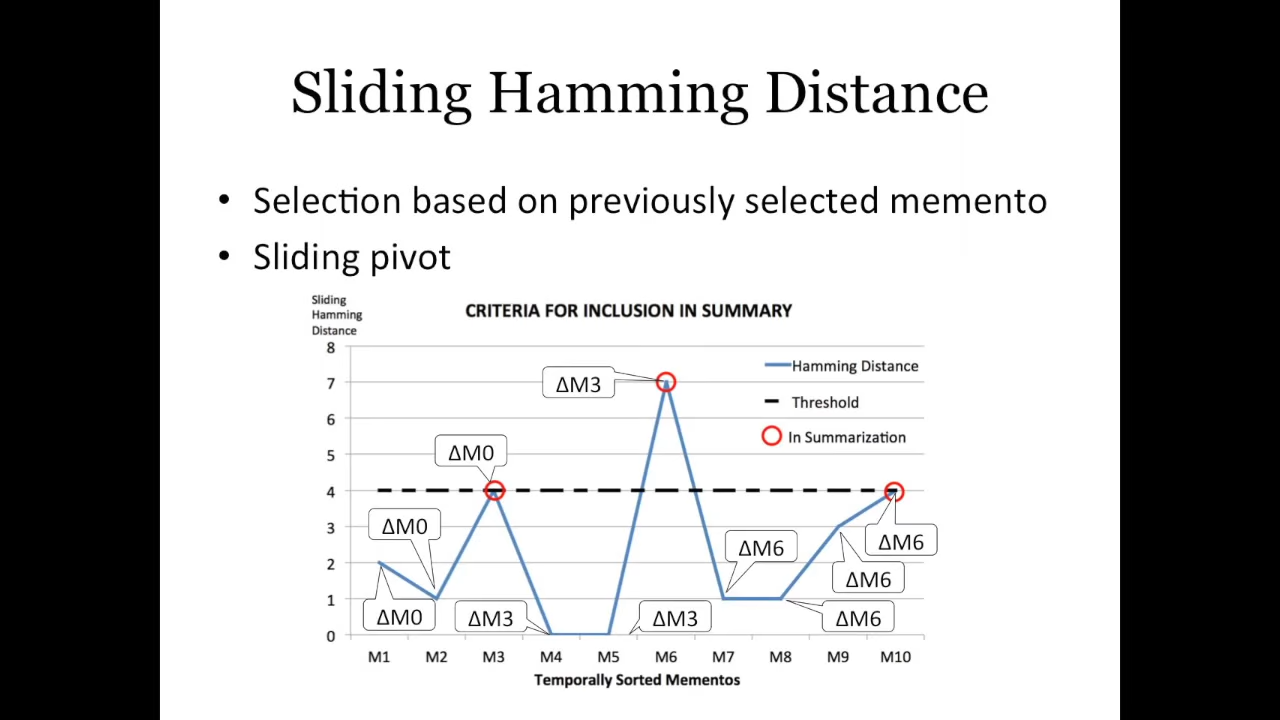 Sliding Hamming Distance
• Selection based on previously selected memento
• Sliding pivot
Sliding
Hamming
Distance
CRITERIA FOR INCLUSION IN SUMMARY
8
7
6
5
4
3
2
1
0
Hamming Distance
Threshold
In Summarization
ΔM0
ΔM0
ΔM0
ΔM3
ΔM3
ΔM3
ΔM6
ΔM6
ΔM6
ΔM6
M1 M2 M3 M4 M5 M6 M7 M8 M9 M10
Temporally Sorted Mementos